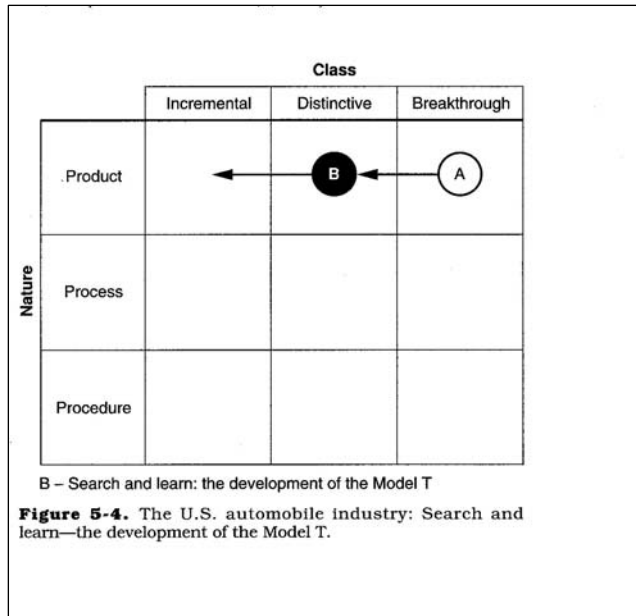 Class
Incremental Distinctive Breakthrough
Nature
Product B A
Process
Procedure
B – Search and learn: the development of the Model T
Figure 5-4. The U.S. automobile industry: Search and
learn—the development of the Model T.